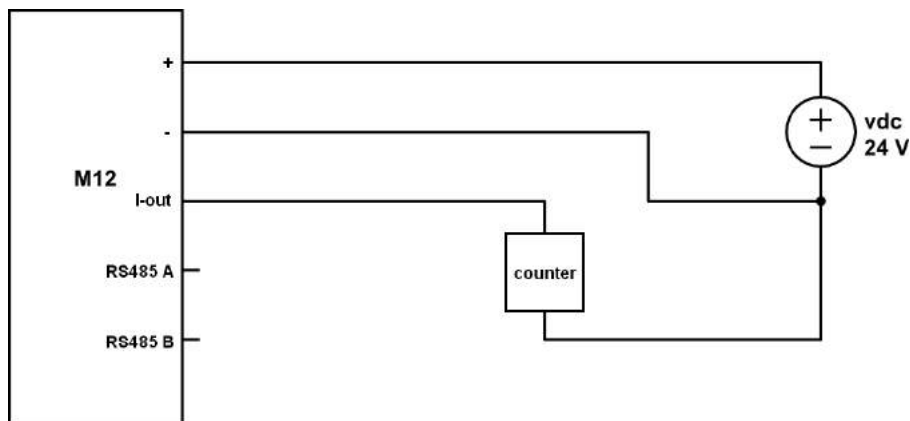 +
-
M12
I-out
RS485 A
RS485 B
counter
+
−
vdc
24 V